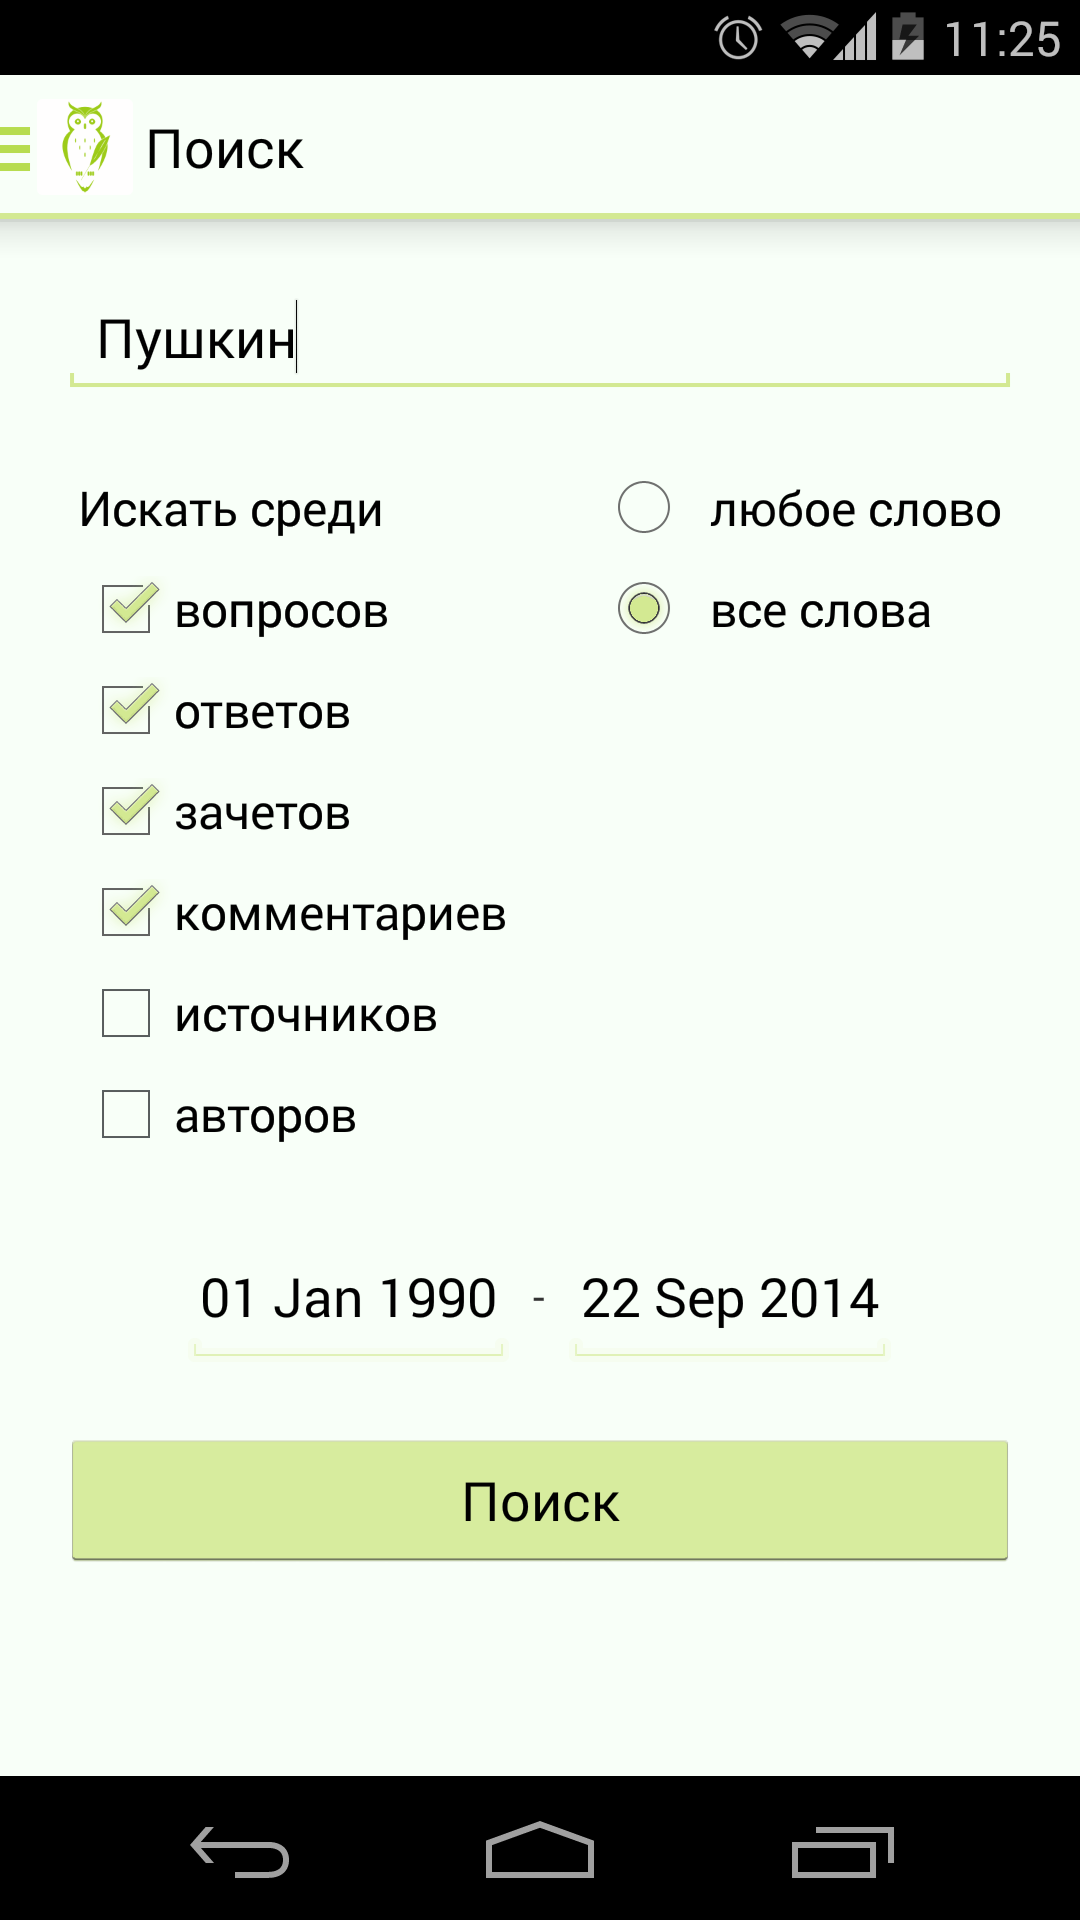 11:25
Поиск
Пушкин
Искать среди
любое слово
вопросов
все слова
ответов
зачетов
комментариев
источников
авторов
01 Jan 1990 - 22 Sep 2014
Поиск